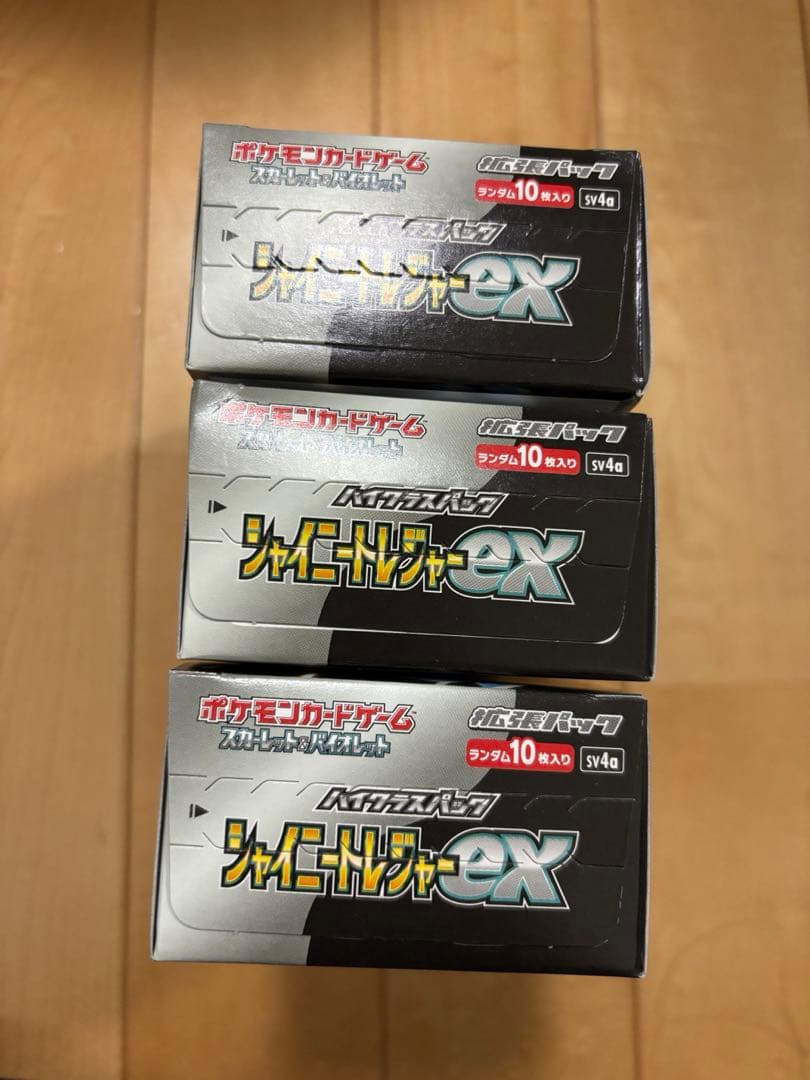 ポケモンカードゲーム
スカーレット&バイオレット
拡張パック
ランダム10枚入り
sv4a
ハイクラスパック
シャイニートレジャーex
ポケモンカードゲーム
スカーレット&バイオレット
拡張パック
ランダム10枚入り
sv4a
ハイクラスパック
シャイニートレジャーex
ポケモンカードゲーム
スカーレット&バイオレット
拡張パック
ランダム10枚入り
sv4a
ハイクラスパック
シャイニートレジャーex